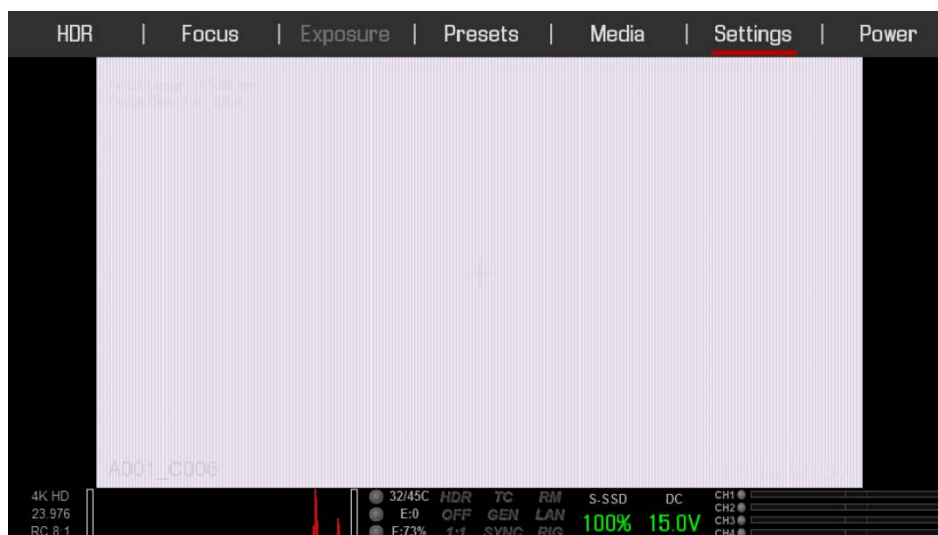 HDR | Focus | Exposure | Presets | Media | Settings | Power
A001_C006
4K HD
23.976
RC 8:1
32/45C
E:0
F:73%
HDR TC RM
OFF GEN LAN
1:1 SYNC RIG
S-SSD DC
100% 15.0V
CH1
CH2
CH3
CH4